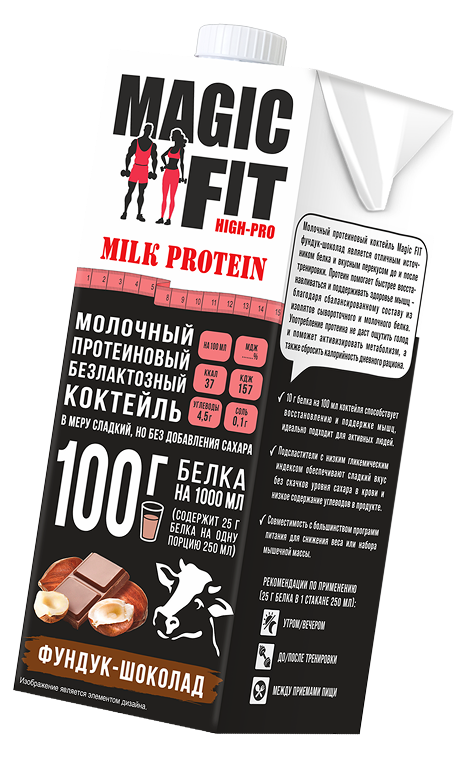 MAGIC
FIT
HIGH-PRO
MILK PROTEIN
1 2 3 4 5 6 7 8 9 10 11 12 13 14 15
МОЛОЧНЫЙ
ПРОТЕИНОВЫЙ
БЕЗЛАКТОЗНЫЙ
КОКТЕЙЛЬ
НА 100 МЛ
МДЖ
.....%
ККАЛ
37
КДЖ
157
УГЛЕВОДЫ
4,5г
СОЛЬ
0,1г
В МЕРУ СЛАДКИЙ, НО БЕЗ ДОБАВЛЕНИЯ САХАРА
100Г
БЕЛКА
НА 1000 МЛ
(СОДЕРЖИТ 25 Г
БЕЛКА НА ОДНУ
ПОРЦИЮ 250 МЛ)
ФУНДУК-ШОКОЛАД
Изображение является элементом дизайна.
Молочный протеиновый коктейль Magic FIT
фундук-шоколад является отличным источ-
ником белка и вкусным перекусом до и после
тренировки. Протеин помогает быстрее восста-
навливаться и поддерживать здоровье мышц -
благодаря сбалансированному составу из
изолятов сывороточного и молочного белка.
Употребление протеина не даст ощутить голод
и поможет активизировать метаболизм, а
также сбросить калорийность дневного рациона.
✓ 10 г белка на 100 мл коктейля способствует
восстановлению и поддержке мышц,
идеально подходит для активных людей.
✓ Подсластители с низким гликемическим
индексом обеспечивают сладкий вкус
без скачков уровня сахара в крови и
низкое содержание углеводов в продукте.
✓ Совместимость с большинством программ
питания для снижения веса или набора
мышечной массы.
РЕКОМЕНДАЦИИ ПО ПРИМЕНЕНИЮ
(25 Г БЕЛКА В 1 СТАКАНЕ 250 МЛ):
УТРОМ/ВЕЧЕРОМ
ДО/ПОСЛЕ ТРЕНИРОВКИ
МЕЖДУ ПРИЕМАМИ ПИЩИ